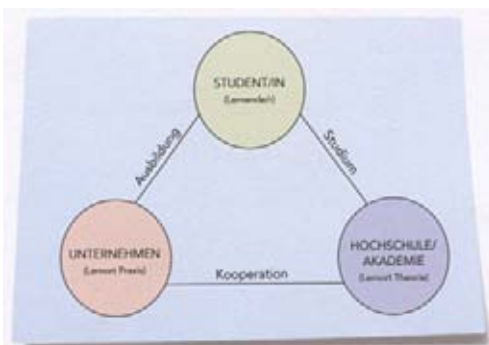 STUDENT/IN
(Lernende/r)
Ausbildung
Studium
UNTERNEHMEN
(Lernort Praxis)
HOCHSCHULE/
AKADEMIE
(Lernort Theorie)
Kooperation